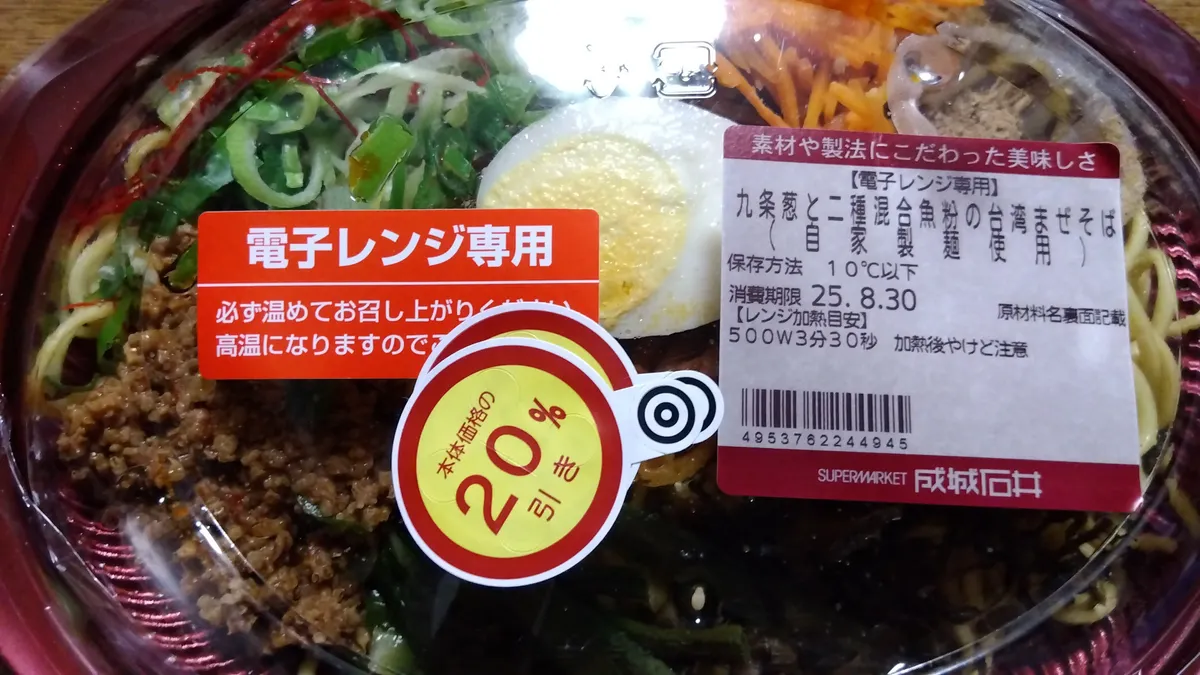 素材や製法にこだわった美味しさ
【電子レンジ専用】
九条葱と二種混合魚粉の台湾まぜそば
(自家製麺使用)
保存方法 10℃以下
消費期限 25.8.30
原材料名裏面記載
【レンジ加熱目安】
500W3分30秒 加熱後やけど注意
4953762244945
SUPERMARKET 成城石井
電子レンジ専用
必ず温めてお召し上がりください
高温になりますのでご
本体価格の
20%
引き